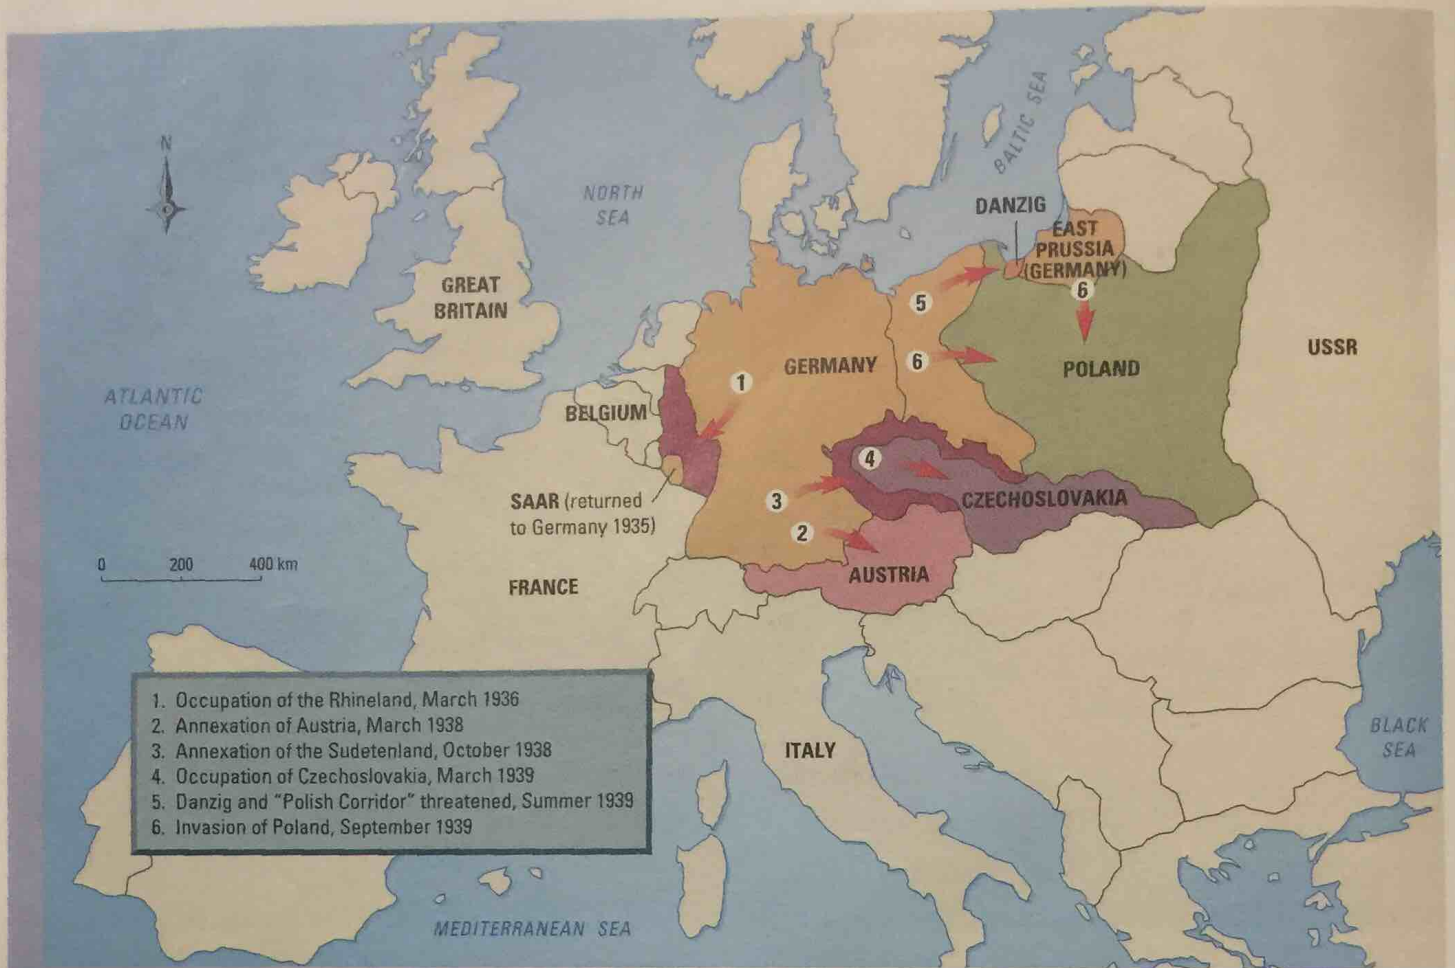 N
NORTH
SEA
BALTIC SEA
DANZIG
EAST
PRUSSIA
(GERMANY)
GREAT
BRITAIN
5
6
6
GERMANY
POLAND
USSR
1
ATLANTIC
OCEAN
BELGIUM
4
3
CZECHOSLOVAKIA
SAAR (returned
to Germany 1935)
2
0 200 400 km
AUSTRIA
FRANCE
1. Occupation of the Rhineland, March 1936
2. Annexation of Austria, March 1938
3. Annexation of the Sudetenland, October 1938
4. Occupation of Czechoslovakia, March 1939
5. Danzig and "Polish Corridor" threatened, Summer 1939
6. Invasion of Poland, September 1939
ITALY
BLACK
SEA
MEDITERRANEAN SEA